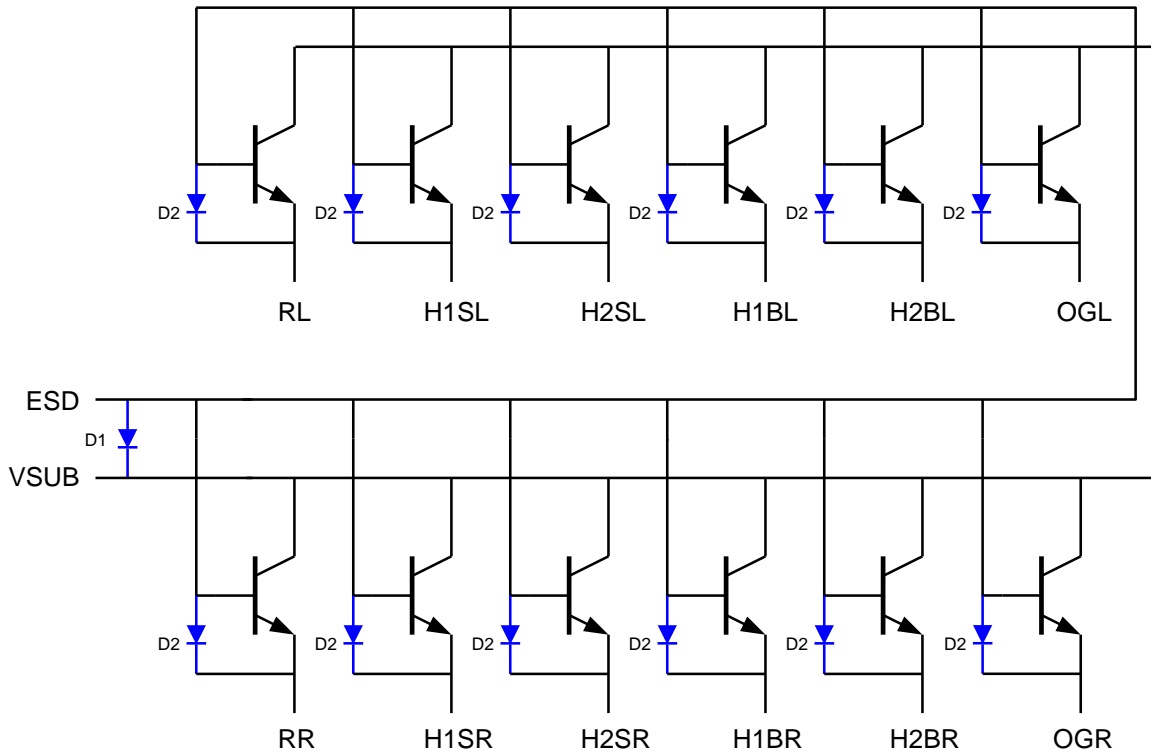 D2 D2 D2 D2 D2 D2
RL H1SL H2SL H1BL H2BL OGL
ESD
D1
VSUB
D2 D2 D2 D2 D2 D2
RR H1SR H2SR H1BR H2BR OGR